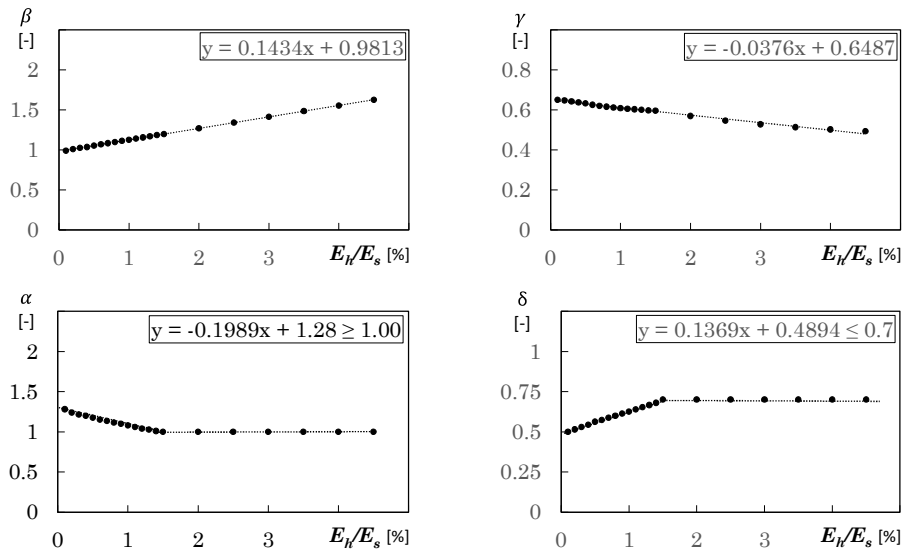 β
[-]
y = 0.1434x + 0.9813
2
1.5
1
0.5
0
0 1 2 3 E_h/E_s [%]
γ
[-]
y = -0.0376x + 0.6487
0.8
0.6
0.4
0.2
0
0 1 2 3 E_h/E_s [%]
α
[-]
y = -0.1989x + 1.28 ≥ 1.00
2
1.5
1
0.5
0
0 1 2 3 E_h/E_s [%]
δ
[-]
y = 0.1369x + 0.4894 ≤ 0.7
1
0.75
0.5
0.25
0
0 1 2 3 E_h/E_s [%]